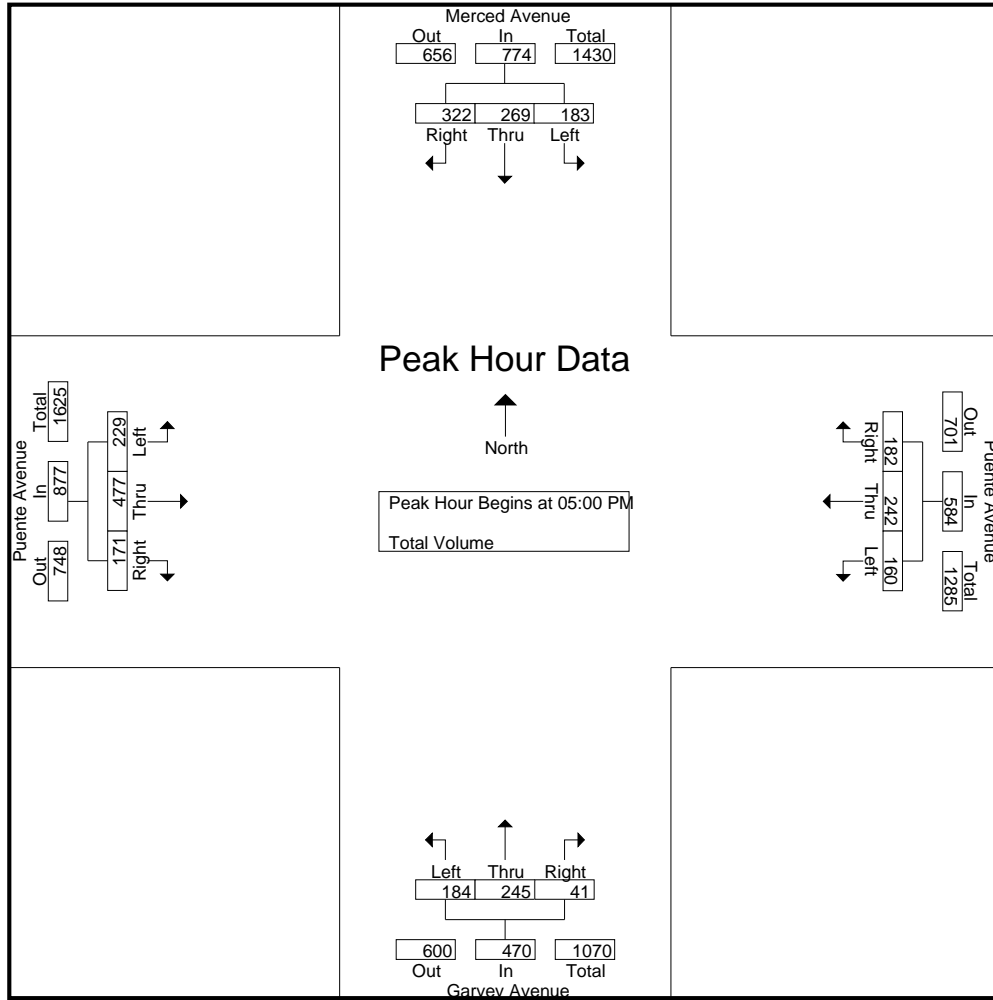 Merced Avenue
Out In Total
656 774 1430
322 269 183
Right Thru Left
Peak Hour Data
North
Peak Hour Begins at 05:00 PM
Total Volume
Puente Avenue
Total In Out
1625 877 748
229 477 171
Left Thru Right
Right Thru Left
182 242 160
Out In Total
701 584 1285
Puente Avenue
Left Thru Right
184 245 41
600 470 1070
Out In Total
Garvey Avenue